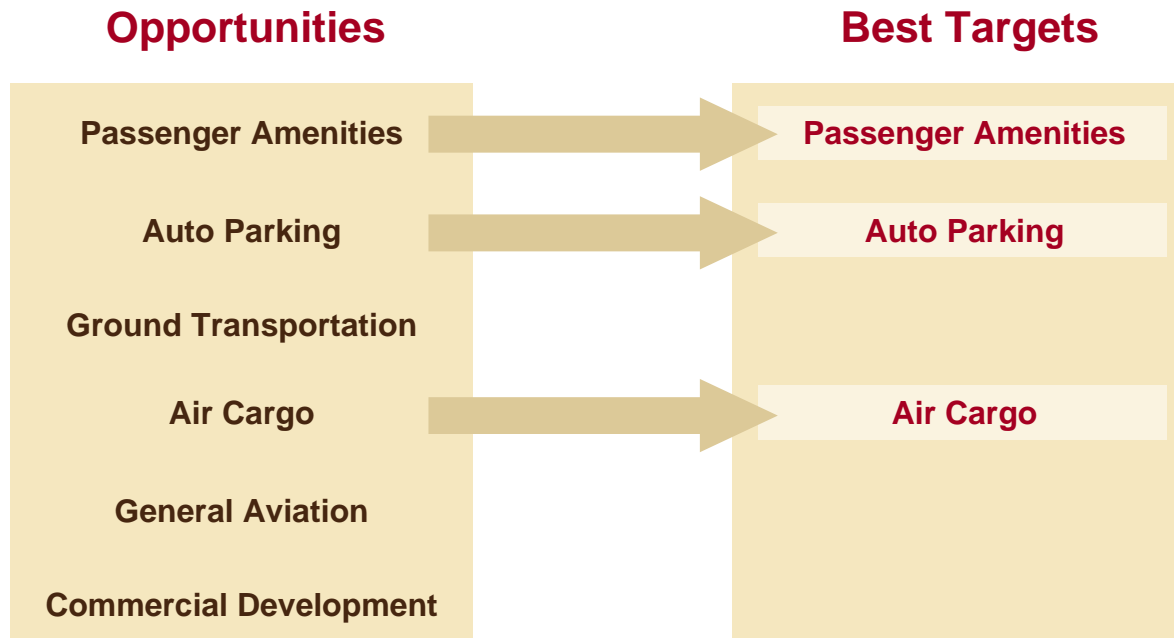 Opportunities
Best Targets
Passenger Amenities
Passenger Amenities
Auto Parking
Auto Parking
Ground Transportation
Air Cargo
Air Cargo
General Aviation
Commercial Development